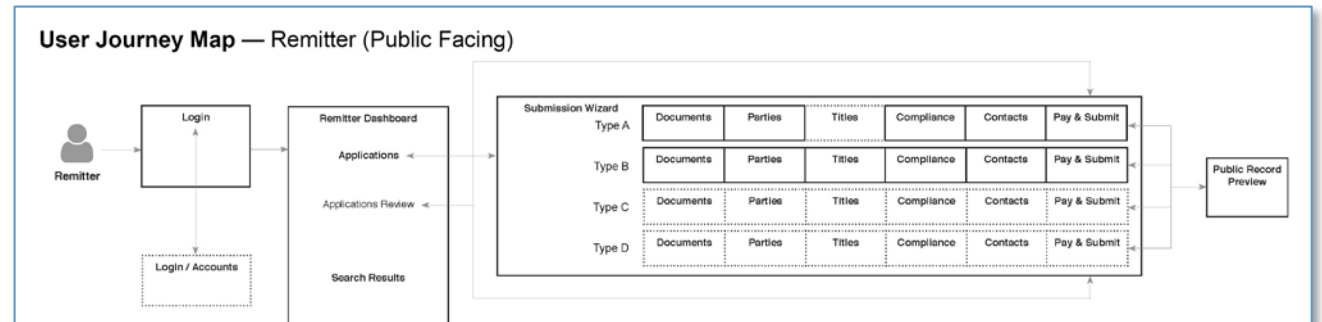 User Journey Map — Remitter (Public Facing)
Remitter
Login
Login / Accounts
Remitter Dashboard
Applications
Applications Review
Search Results
Submission Wizard
Type A
Documents Parties Titles Compliance Contacts Pay & Submit
Type B
Documents Parties Titles Compliance Contacts Pay & Submit
Type C
Documents Parties Titles Compliance Contacts Pay & Submit
Type D
Documents Parties Titles Compliance Contacts Pay & Submit
Public Record
Preview